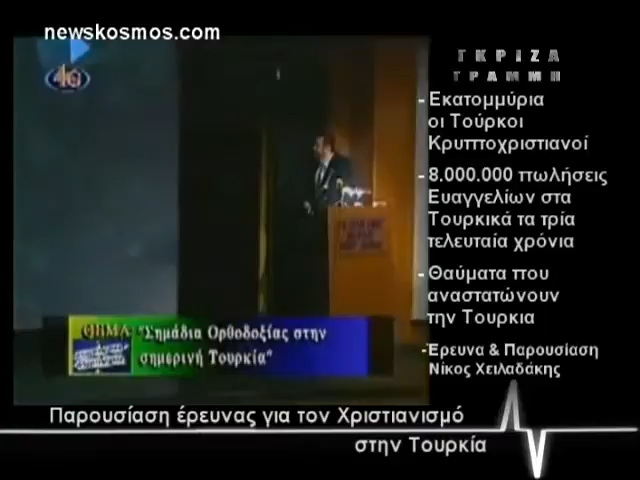 newskosmos.com
4G
ΓΚΡΙΖΑ
ΓΡΑΜΜΗ
- Εκατομμύρια
οι Τούρκοι
Κρυπτοχριστιανοί
- 8.000.000 πωλήσεις
Ευαγγελίων στα
Τουρκικά τα τρία
τελευταία χρόνια
- Θαύματα που
αναστατώνουν
την Τουρκια
-Έρευνα & Παρουσίαση
Νίκος Χειλαδάκης
ΘΕΜΑ
"Σημάδια Ορθοδοξίας στην
σημερινή Τουρκία"
Παρουσίαση έρευνας για τον Χριστιανισμό
στην Τουρκία